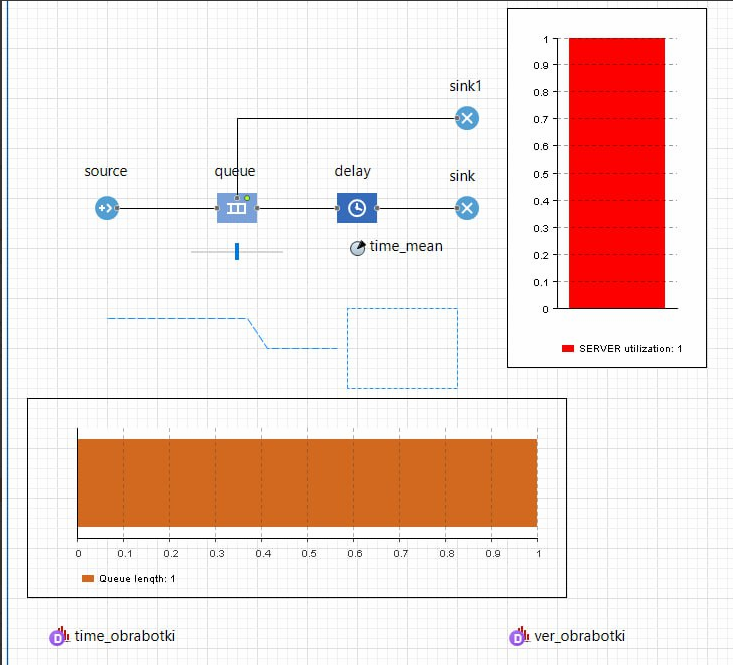 sink1
source
queue
delay
sink
time_mean
1
0.9
0.8
0.7
0.6
0.5
0.4
0.3
0.2
0.1
0
SERVER utilization: 1
0 0.1 0.2 0.3 0.4 0.5 0.6 0.7 0.8 0.9 1
Queue length: 1
D time_obrabotki
D ver_obrabotki